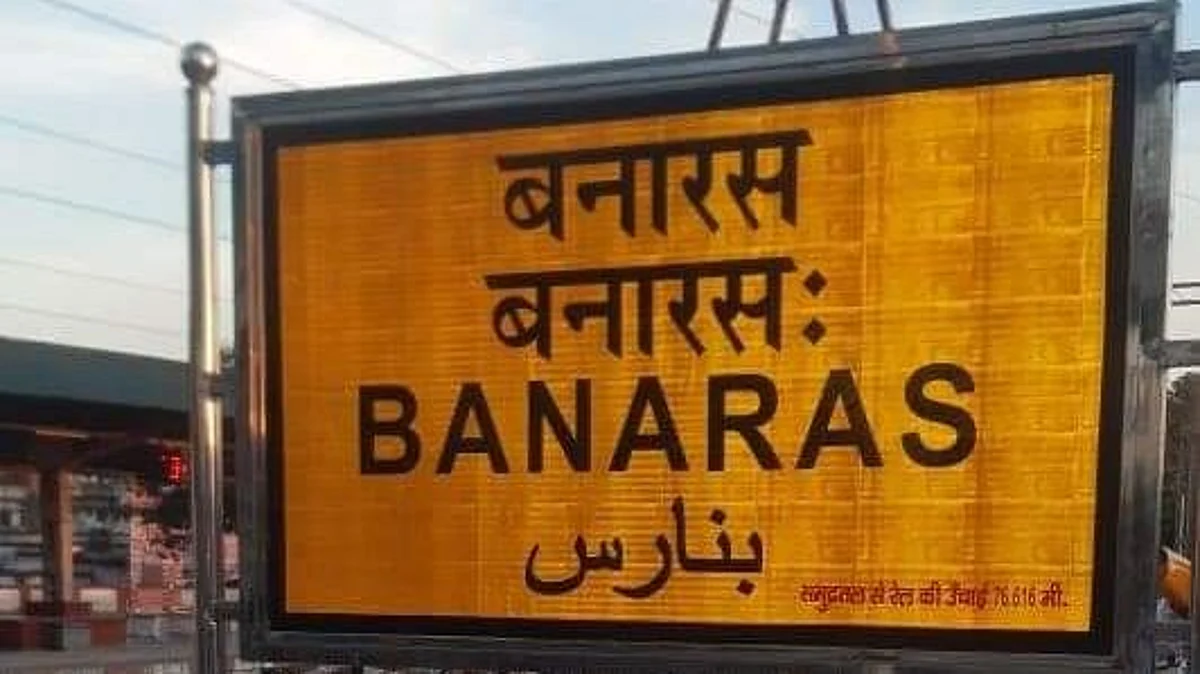 बनारस
बनारसः
BANARAS
بنارس
समुद्रतल से रेल की ऊँचाई 76.616 मी.